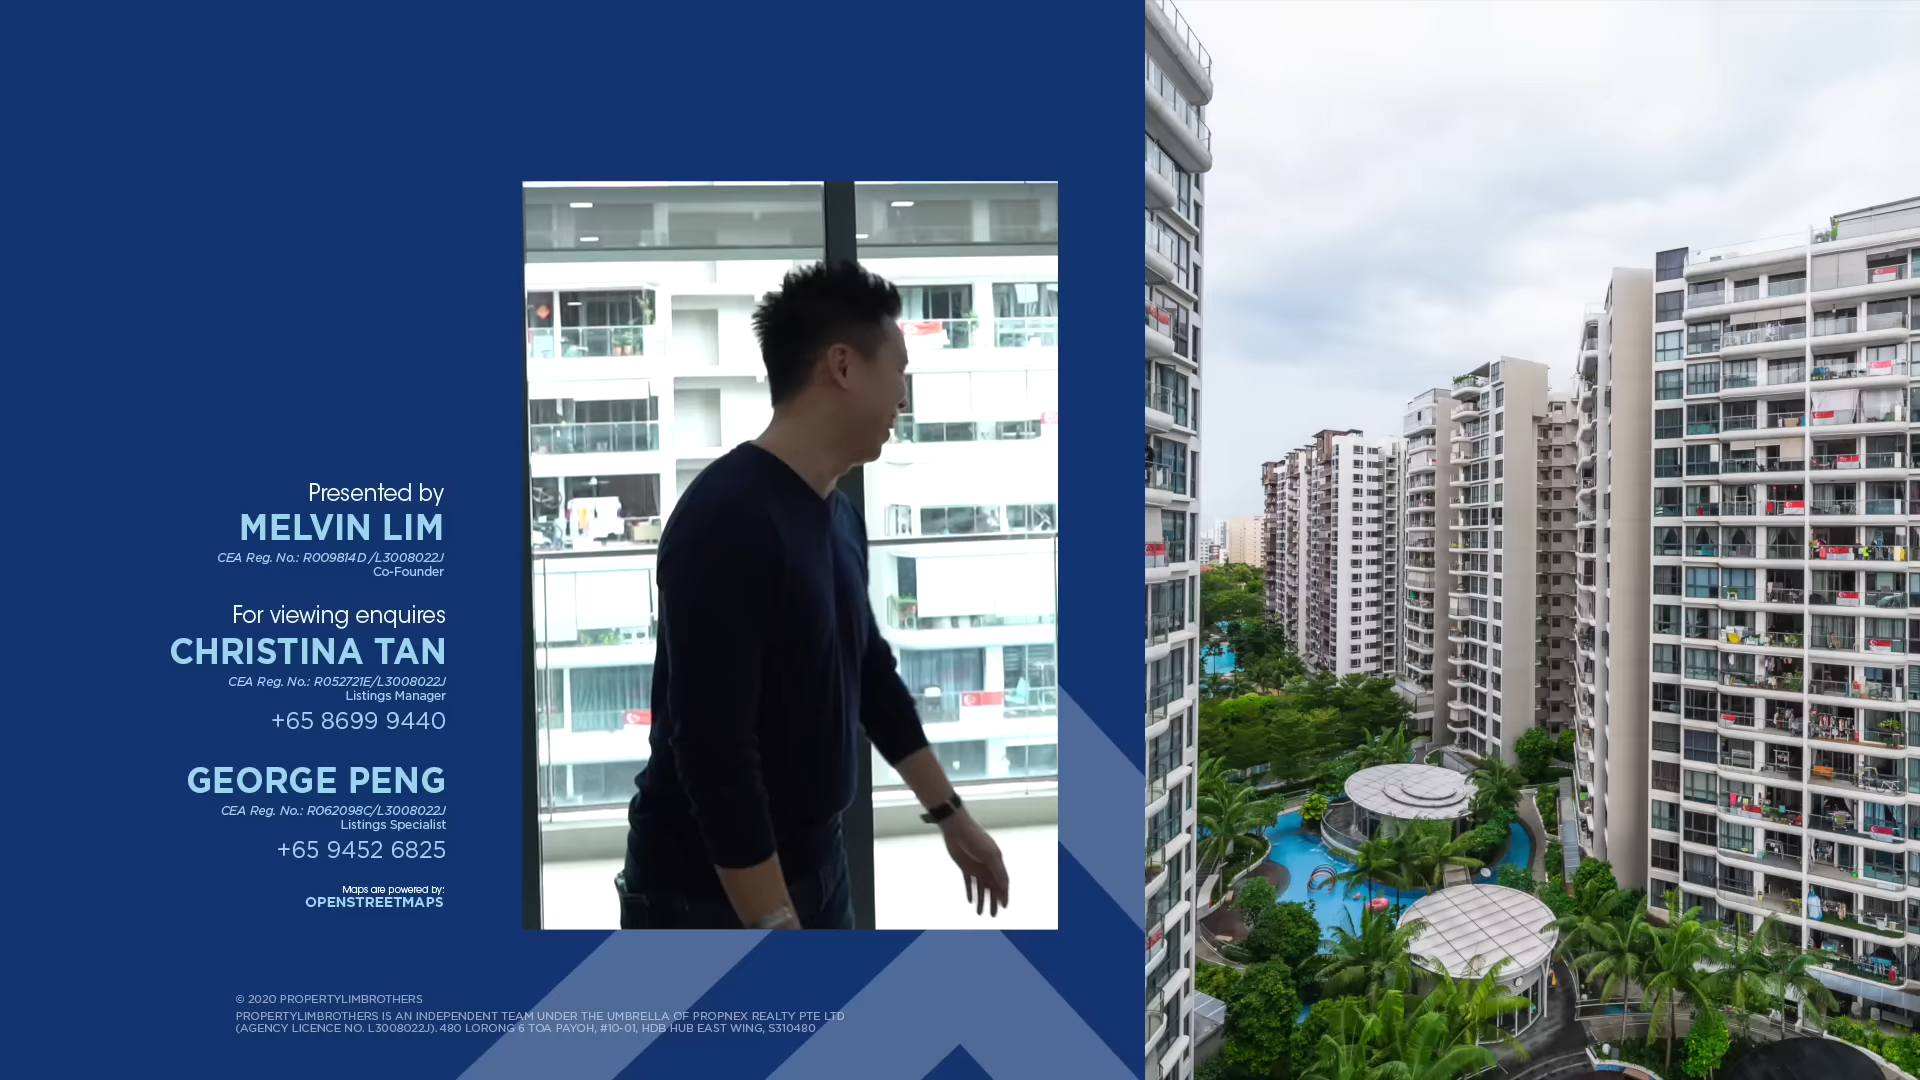 Presented by
MELVIN LIM
CEA Reg. No.: R009814D /L3008022J
Co-Founder
For viewing enquires
CHRISTINA TAN
CEA Reg. No.: R052721E/L3008022J
Listings Manager
+65 8699 9440
GEORGE PENG
CEA Reg. No.: R062098C/L3008022J
Listings Specialist
+65 9452 6825
Maps are powered by:
OPENSTREETMAPS
© 2020 PROPERTYLIMBROTHERS
PROPERTYLIMBROTHERS IS AN INDEPENDENT TEAM UNDER THE UMBRELLA OF PROPNEX REALTY PTE LTD
(AGENCY LICENCE NO. L3008022J). 480 LORONG 6 TOA PAYOH, #10-01, HDB HUB EAST WING, S310480